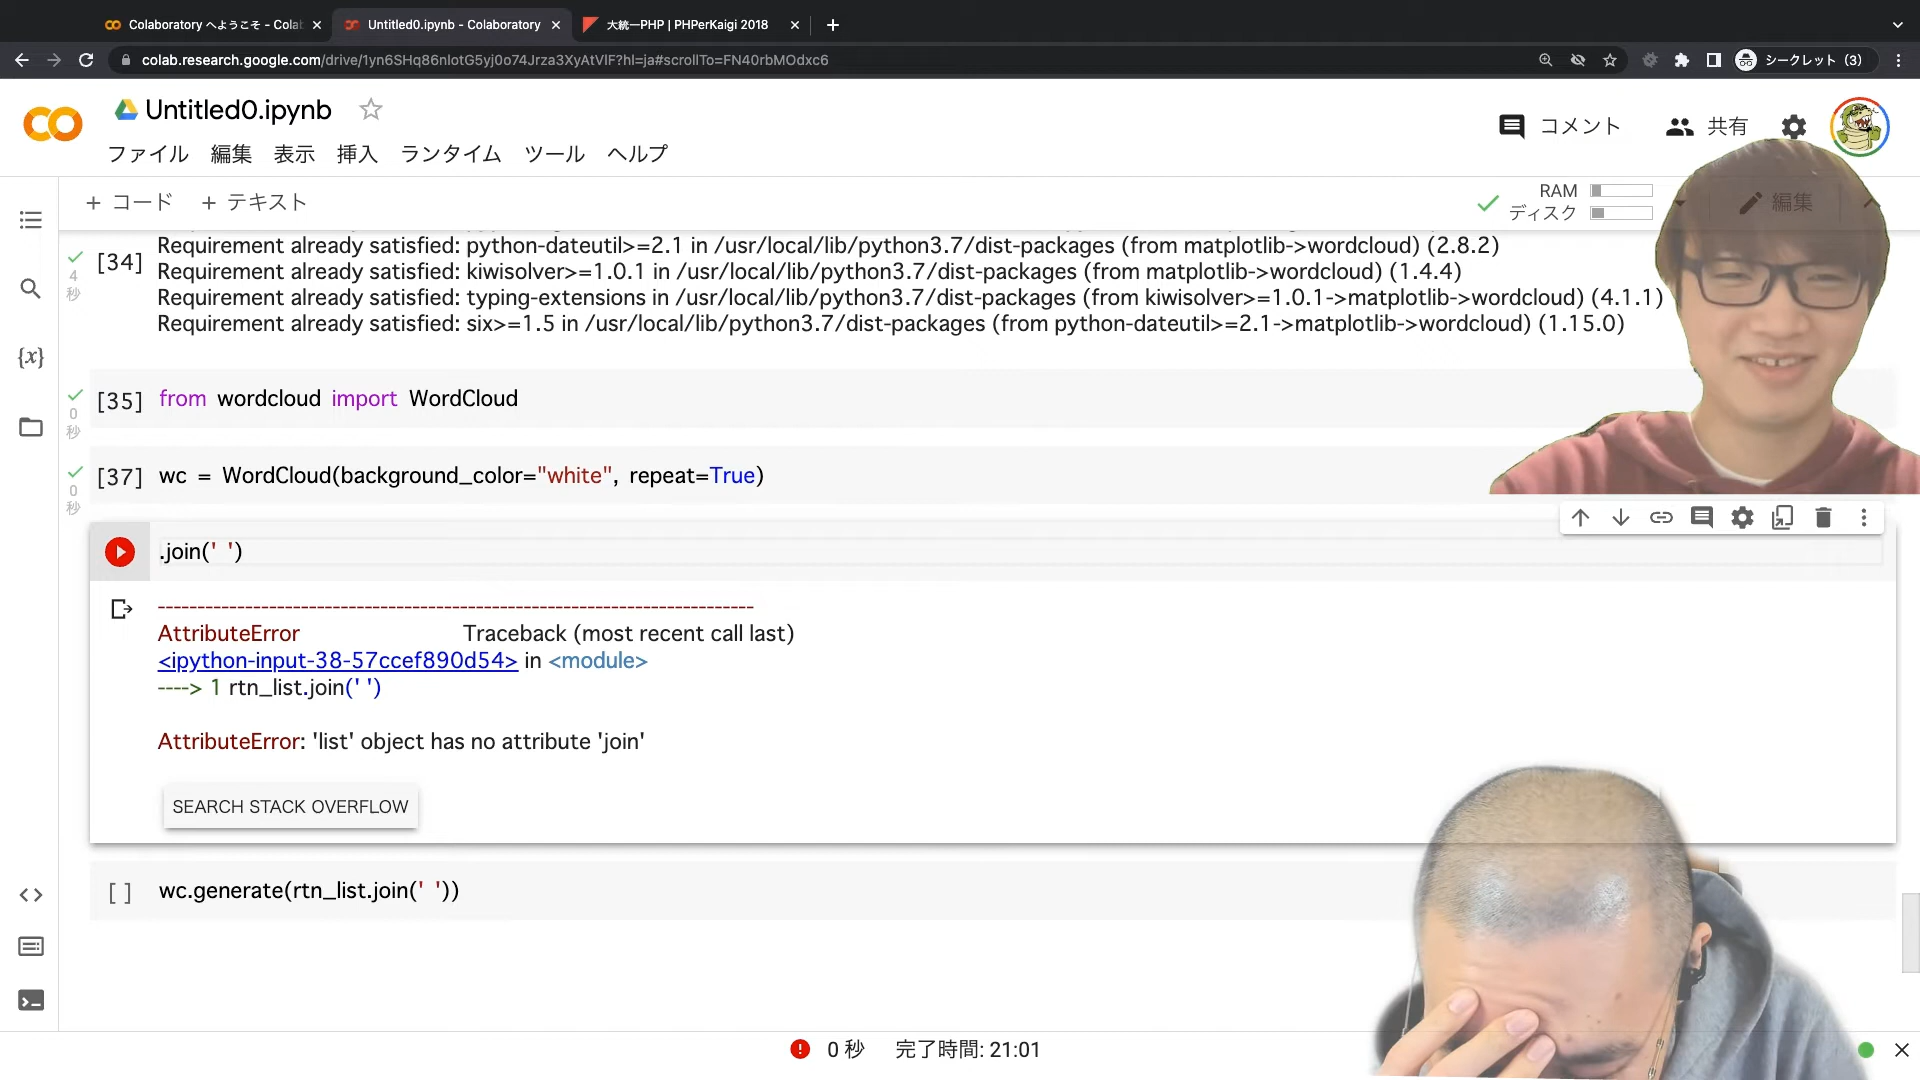 Colaboratory へようこそ - Colab
Untitled0.ipynb - Colaboratory
大統一PHP | PHPerKaigi 2018
colab.research.google.com/drive/1yn6SHq86nIotG5yj0o74Jrza3XyAtVlF?hl=ja#scrollTo=FN40rbMOdxc6
シークレット (3)
Untitled0.ipynb
コメント
共有
ファイル 編集 表示 挿入 ランタイム ツール ヘルプ
+ コード + テキスト
RAM
ディスク
編集
[34]
4
秒
Requirement already satisfied: python-dateutil>=2.1 in /usr/local/lib/python3.7/dist-packages (from matplotlib->wordcloud) (2.8.2)
Requirement already satisfied: kiwisolver>=1.0.1 in /usr/local/lib/python3.7/dist-packages (from matplotlib->wordcloud) (1.4.4)
Requirement already satisfied: typing-extensions in /usr/local/lib/python3.7/dist-packages (from kiwisolver>=1.0.1->matplotlib->wordcloud) (4.1.1)
Requirement already satisfied: six>=1.5 in /usr/local/lib/python3.7/dist-packages (from python-dateutil>=2.1->matplotlib->wordcloud) (1.15.0)
[35] from wordcloud import WordCloud
0
秒
[37] wc = WordCloud(background_color="white", repeat=True)
0
秒
.join(' ')
---------------------------------------------------------------------------
AttributeError Traceback (most recent call last)
<ipython-input-38-57ccef890d54> in <module>
----> 1 rtn_list.join(' ')
AttributeError: 'list' object has no attribute 'join'
SEARCH STACK OVERFLOW
[ ] wc.generate(rtn_list.join(' '))
0 秒 完了時間: 21:01